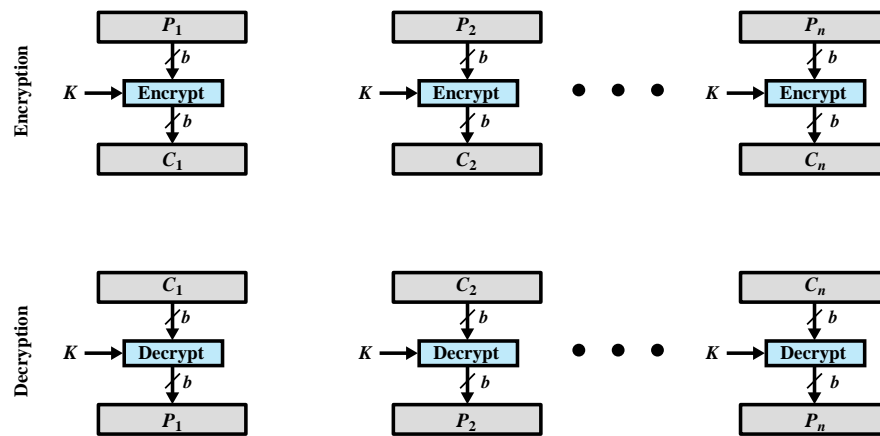 P₁ P₂ Pₙ
b b b
Encryption
K Encrypt K Encrypt K Encrypt
b b b
C₁ C₂ Cₙ
C₁ C₂ Cₙ
b b b
Decryption
K Decrypt K Decrypt K Decrypt
b b b
P₁ P₂ Pₙ